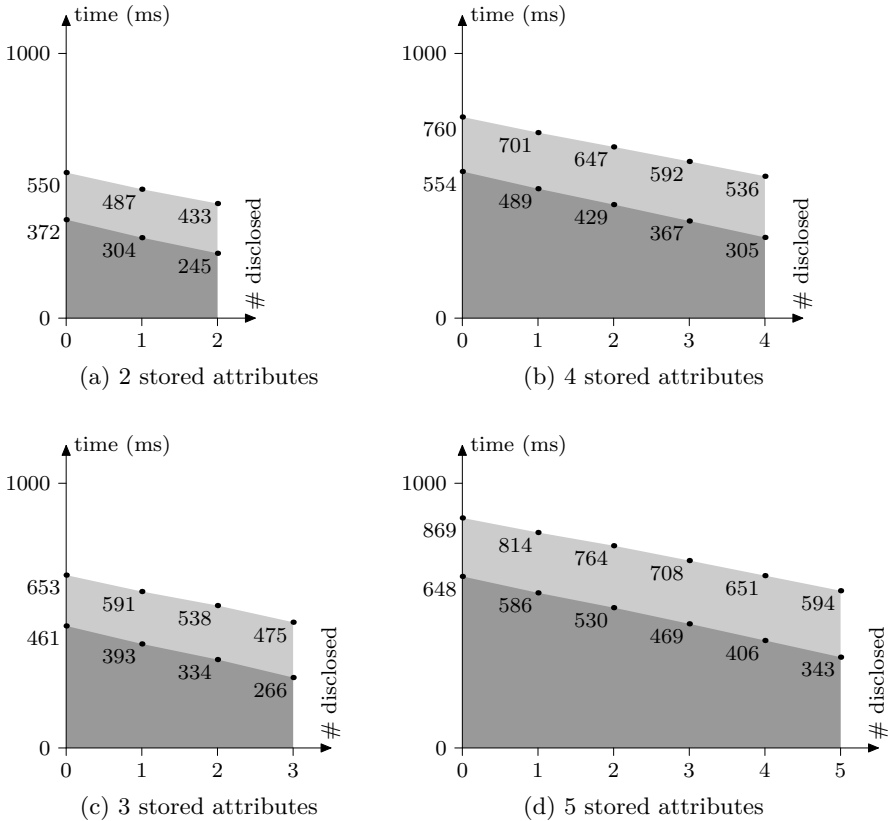 time (ms)
1000
550
487
433
372
304
245
0
0 1 2
# disclosed
(a) 2 stored attributes
time (ms)
1000
760
701
647
592
536
554
489
429
367
305
0
0 1 2 3 4
# disclosed
(b) 4 stored attributes
time (ms)
1000
653
591
538
475
461
393
334
266
0
0 1 2 3
# disclosed
(c) 3 stored attributes
time (ms)
1000
869
814
764
708
651
594
648
586
530
469
406
343
0
0 1 2 3 4 5
# disclosed
(d) 5 stored attributes